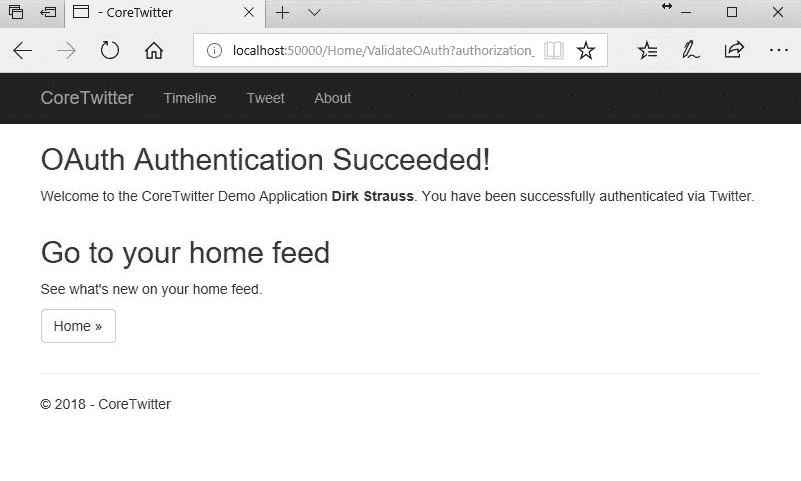 - CoreTwitter
localhost:50000/Home/ValidateOAuth?authorization_
CoreTwitter Timeline Tweet About
OAuth Authentication Succeeded!
Welcome to the CoreTwitter Demo Application Dirk Strauss. You have been successfully authenticated via Twitter.
Go to your home feed
See what's new on your home feed.
Home »
© 2018 - CoreTwitter